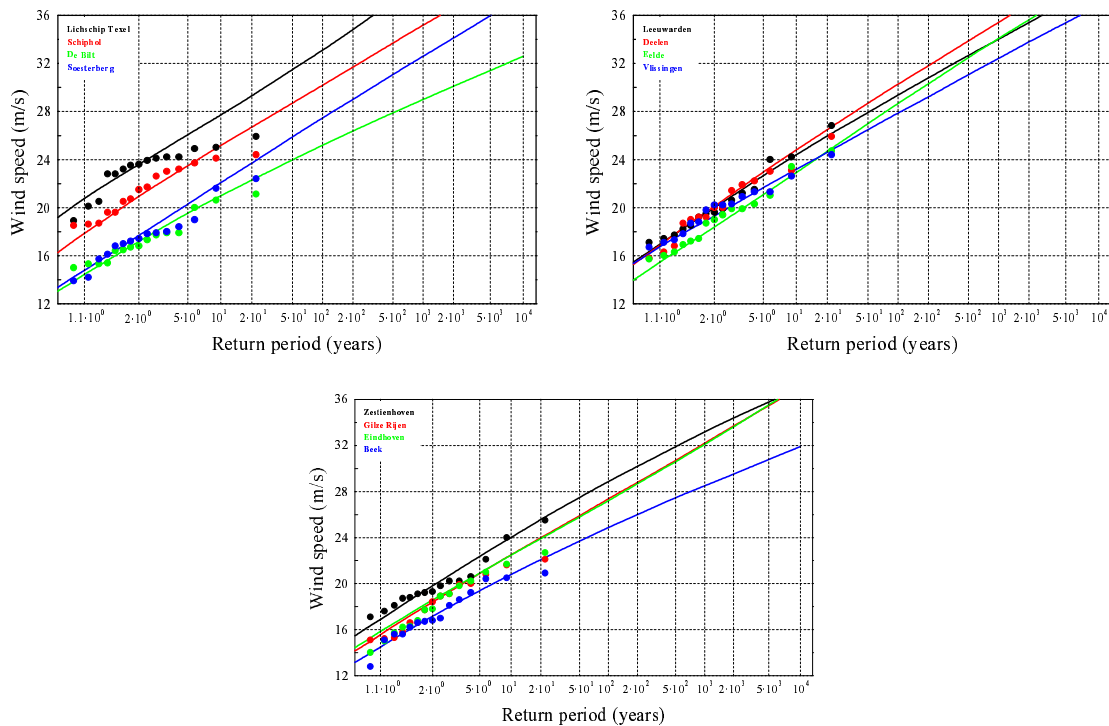 36
32
28
24
20
16
12
Wind speed (m/s)
Lichschip Texel
Schiphol
De Bilt
Soesterberg
1.1·10⁰ 2·10⁰ 5·10⁰ 10¹ 2·10¹ 5·10¹ 10² 2·10² 5·10² 10³ 2·10³ 5·10³ 10⁴
Return period (years)
36
32
28
24
20
16
12
Wind speed (m/s)
Leeuwarden
Deelen
Eelde
Vlissingen
1.1·10⁰ 2·10⁰ 5·10⁰ 10¹ 2·10¹ 5·10¹ 10² 2·10² 5·10² 10³ 2·10³ 5·10³ 10⁴
Return period (years)
36
32
28
24
20
16
12
Wind speed (m/s)
Zestienhoven
Gilze Rijen
Eindhoven
Beek
1.1·10⁰ 2·10⁰ 5·10⁰ 10¹ 2·10¹ 5·10¹ 10² 2·10² 5·10² 10³ 2·10³ 5·10³ 10⁴
Return period (years)